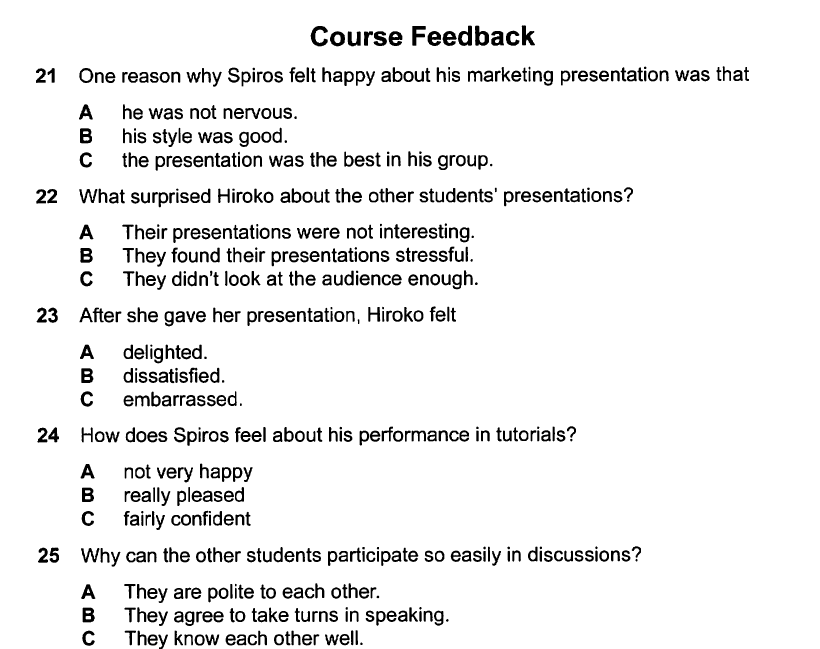 Course Feedback
21 One reason why Spiros felt happy about his marketing presentation was that
A he was not nervous.
B his style was good.
C the presentation was the best in his group.
22 What surprised Hiroko about the other students' presentations?
A Their presentations were not interesting.
B They found their presentations stressful.
C They didn't look at the audience enough.
23 After she gave her presentation, Hiroko felt
A delighted.
B dissatisfied.
C embarrassed.
24 How does Spiros feel about his performance in tutorials?
A not very happy
B really pleased
C fairly confident
25 Why can the other students participate so easily in discussions?
A They are polite to each other.
B They agree to take turns in speaking.
C They know each other well.